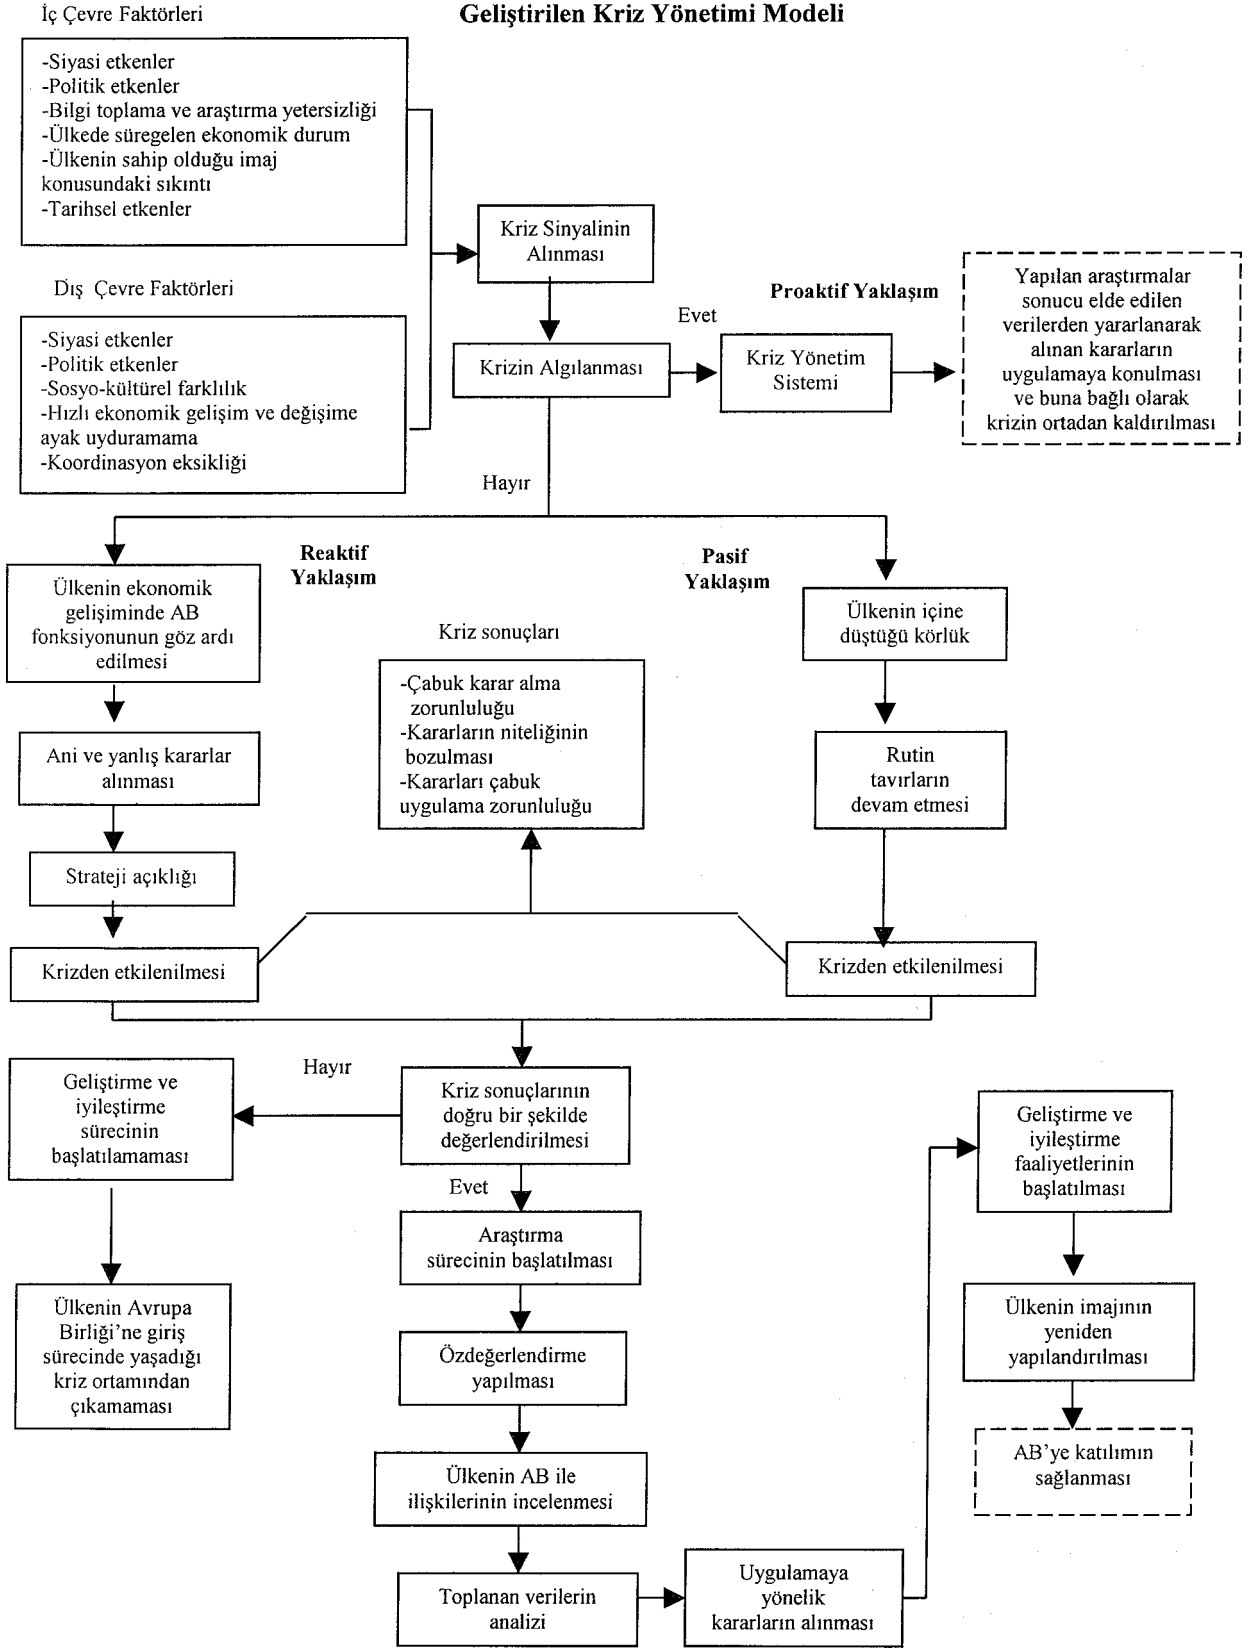 Geliştirilen Kriz Yönetimi Modeli
İç Çevre Faktörleri
-Siyasi etkenler
-Politik etkenler
-Bilgi toplama ve araştırma yetersizliği
-Ülkede süregelen ekonomik durum
-Ülkenin sahip olduğu imaj
konusundaki sıkıntı
-Tarihsel etkenler
Dış Çevre Faktörleri
-Siyasi etkenler
-Politik etkenler
-Sosyo-kültürel farklılık
-Hızlı ekonomik gelişim ve değişime
ayak uyduramama
-Koordinasyon eksikliği
Kriz Sinyalinin
Alınması
Krizin Algılanması
Evet
Proaktif Yaklaşım
Kriz Yönetim
Sistemi
Yapılan araştırmalar
sonucu elde edilen
verilerden yararlanarak
alınan kararların
uygulamaya konulması
ve buna bağlı olarak
krizin ortadan kaldırılması
Hayır
Reaktif
Yaklaşım
Pasif
Yaklaşım
Ülkenin ekonomik
gelişiminde AB
fonksiyonunun göz ardı
edilmesi
Ani ve yanlış kararlar
alınması
Strateji açıklığı
Krizden etkilenilmesi
Kriz sonuçları
-Çabuk karar alma
zorunluluğu
-Kararların niteliğinin
bozulması
-Kararları çabuk
uygulama zorunluluğu
Ülkenin içine
düştüğü körlük
Rutin
tavırların
devam etmesi
Krizden etkilenilmesi
Hayır
Kriz sonuçlarının
doğru bir şekilde
değerlendirilmesi
Geliştirme ve
iyileştirme
sürecinin
başlatılamaması
Ülkenin Avrupa
Birliği'ne giriş
sürecinde yaşadığı
kriz ortamından
çıkamaması
Evet
Araştırma
sürecinin başlatılması
Özdeğerlendirme
yapılması
Ülkenin AB ile
ilişkilerinin incelenmesi
Toplanan verilerin
analizi
Uygulamaya
yönelik
kararların alınması
Geliştirme ve
iyileştirme
faaliyetlerinin
başlatılması
Ülkenin imajının
yeniden
yapılandırılması
AB'ye katılımın
sağlanması